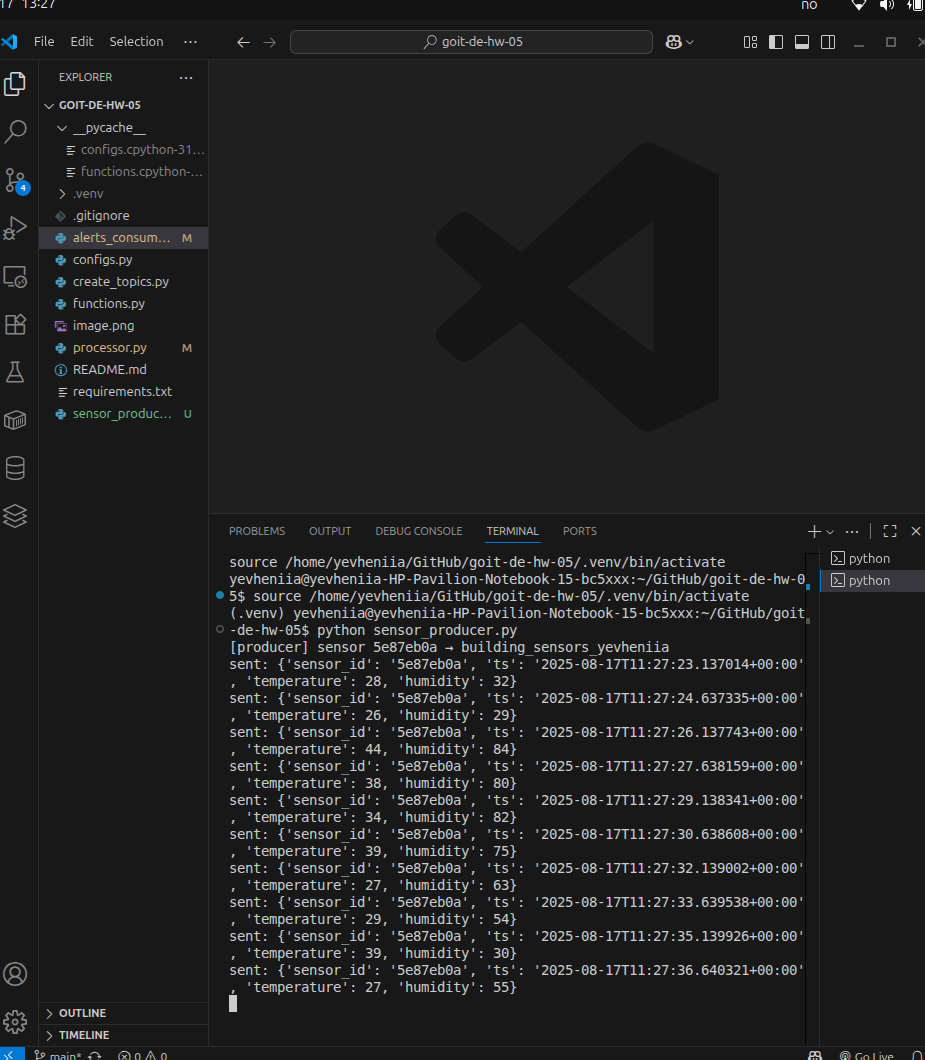 17 13:27
no
File Edit Selection ···
goit-de-hw-05
EXPLORER ···
GOIT-DE-HW-05
__pycache__
configs.cpython-31...
functions.cpython-...
.venv
.gitignore
alerts_consum... M
configs.py
create_topics.py
functions.py
image.png
processor.py M
README.md
requirements.txt
sensor_produc... U
4
OUTLINE
TIMELINE
PROBLEMS OUTPUT DEBUG CONSOLE TERMINAL PORTS
python
python
source /home/yevheniia/GitHub/goit-de-hw-05/.venv/bin/activate
yevheniia@yevheniia-HP-Pavilion-Notebook-15-bc5xxx:~/GitHub/goit-de-hw-0
5$ source /home/yevheniia/GitHub/goit-de-hw-05/.venv/bin/activate
(.venv) yevheniia@yevheniia-HP-Pavilion-Notebook-15-bc5xxx:~/GitHub/goit
-de-hw-05$ python sensor_producer.py
[producer] sensor 5e87eb0a → building_sensors_yevheniia
sent: {'sensor_id': '5e87eb0a', 'ts': '2025-08-17T11:27:23.137014+00:00'
, 'temperature': 28, 'humidity': 32}
sent: {'sensor_id': '5e87eb0a', 'ts': '2025-08-17T11:27:24.637335+00:00'
, 'temperature': 26, 'humidity': 29}
sent: {'sensor_id': '5e87eb0a', 'ts': '2025-08-17T11:27:26.137743+00:00'
, 'temperature': 44, 'humidity': 84}
sent: {'sensor_id': '5e87eb0a', 'ts': '2025-08-17T11:27:27.638159+00:00'
, 'temperature': 38, 'humidity': 80}
sent: {'sensor_id': '5e87eb0a', 'ts': '2025-08-17T11:27:29.138341+00:00'
, 'temperature': 34, 'humidity': 82}
sent: {'sensor_id': '5e87eb0a', 'ts': '2025-08-17T11:27:30.638608+00:00'
, 'temperature': 39, 'humidity': 75}
sent: {'sensor_id': '5e87eb0a', 'ts': '2025-08-17T11:27:32.139002+00:00'
, 'temperature': 27, 'humidity': 63}
sent: {'sensor_id': '5e87eb0a', 'ts': '2025-08-17T11:27:33.639538+00:00'
, 'temperature': 29, 'humidity': 54}
sent: {'sensor_id': '5e87eb0a', 'ts': '2025-08-17T11:27:35.139926+00:00'
, 'temperature': 39, 'humidity': 30}
sent: {'sensor_id': '5e87eb0a', 'ts': '2025-08-17T11:27:36.640321+00:00'
, 'temperature': 27, 'humidity': 55}
main* 0 0 Go Live